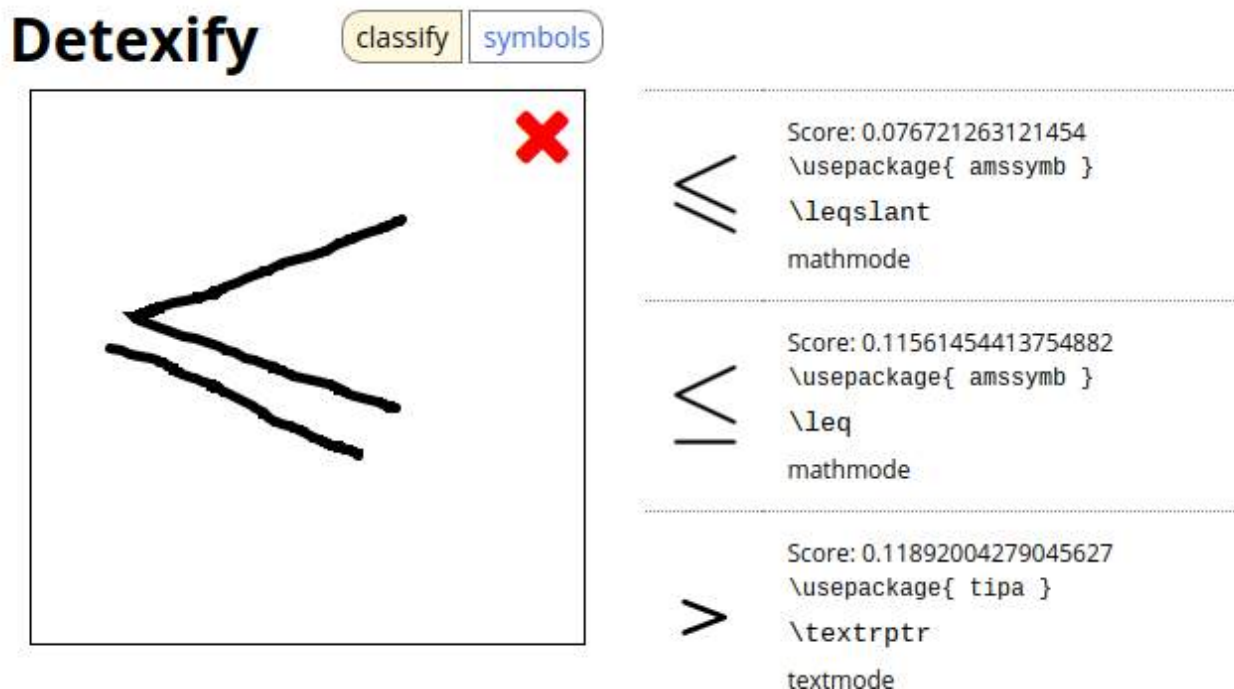 Detexify
classify symbols
Score: 0.076721263121454
\usepackage{ amssymb }
\leqslant
mathmode
Score: 0.11561454413754882
\usepackage{ amssymb }
\leq
mathmode
Score: 0.11892004279045627
\usepackage{ tipa }
\textrptr
textmode